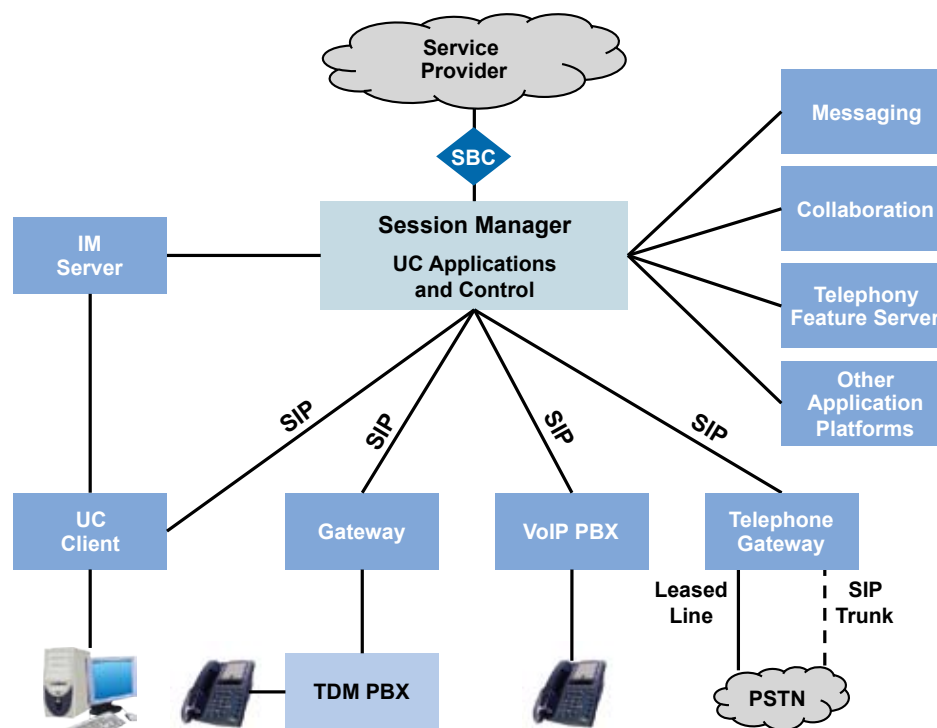 Service
Provider
SBC
Messaging
Session Manager
UC Applications
and Control
IM
Server
Collaboration
Telephony
Feature Server
Other
Application
Platforms
SIP
SIP
SIP
SIP
UC
Client
Gateway
VoIP PBX
Telephone
Gateway
Leased
Line
SIP
Trunk
TDM PBX
PSTN